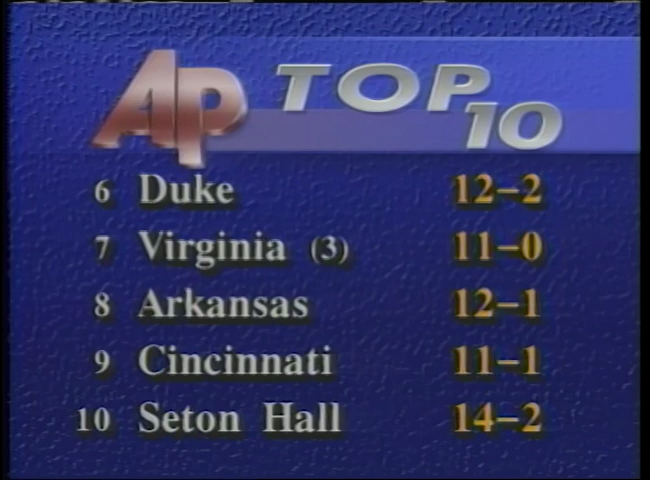 AP TOP 10
6 Duke 12-2
7 Virginia (3) 11-0
8 Arkansas 12-1
9 Cincinnati 11-1
10 Seton Hall 14-2